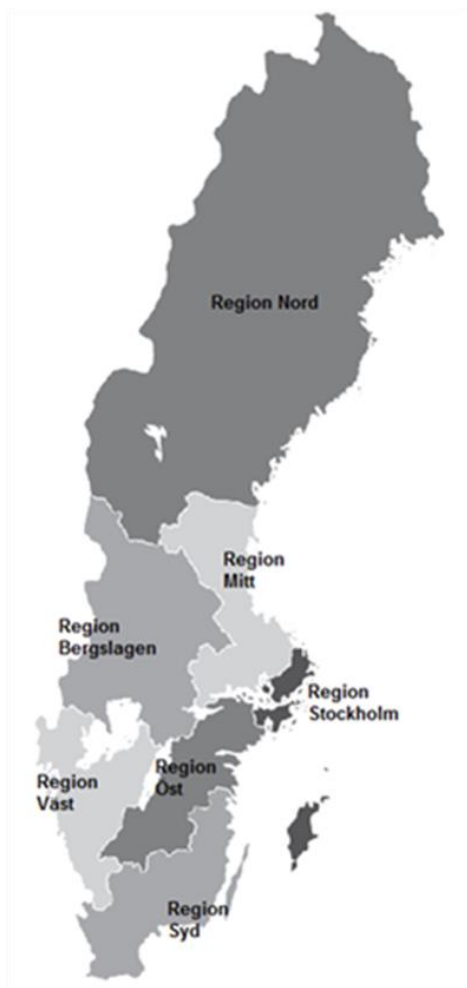 Region Nord
Region
Mitt
Region
Bergslagen
Region
Stockholm
Region
Öst
Region
Väst
Region
Syd